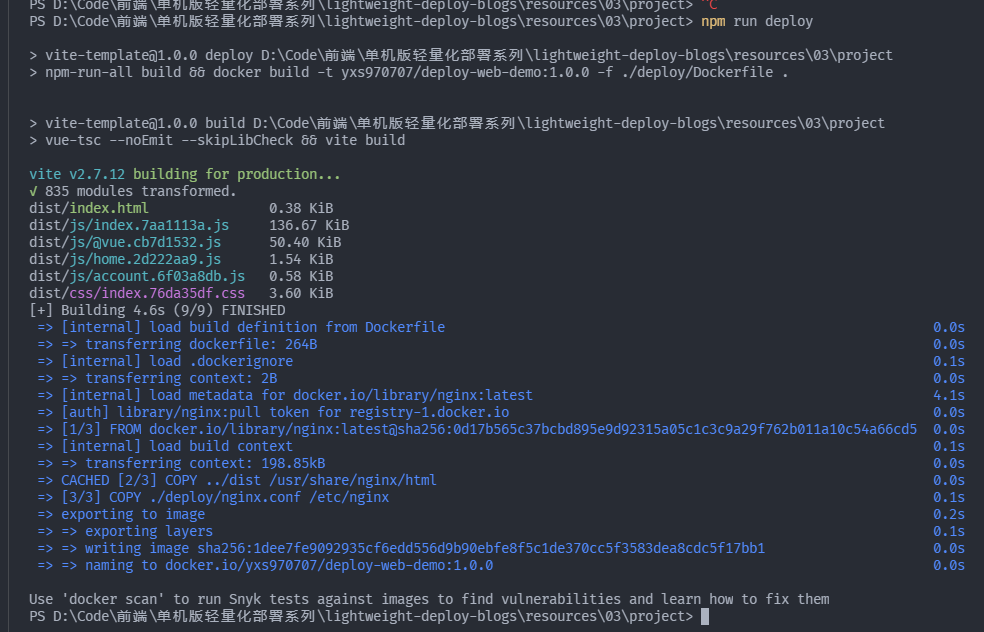 PS D:\Code\前端\单机版轻量化部署系列\lightweight-deploy-blogs\resources\03\project> ^C
PS D:\Code\前端\单机版轻量化部署系列\lightweight-deploy-blogs\resources\03\project> npm run deploy
> vite-template@1.0.0 deploy D:\Code\前端\单机版轻量化部署系列\lightweight-deploy-blogs\resources\03\project
> npm-run-all build && docker build -t yxs970707/deploy-web-demo:1.0.0 -f ./deploy/Dockerfile .
> vite-template@1.0.0 build D:\Code\前端\单机版轻量化部署系列\lightweight-deploy-blogs\resources\03\project
> vue-tsc --noEmit --skipLibCheck && vite build
vite v2.7.12 building for production...
√ 835 modules transformed.
dist/index.html 0.38 KiB
dist/js/index.7aa1113a.js 136.67 KiB
dist/js/@vue.cb7d1532.js 50.40 KiB
dist/js/home.2d222aa9.js 1.54 KiB
dist/js/account.6f03a8db.js 0.58 KiB
dist/css/index.76da35df.css 3.60 KiB
[+] Building 4.6s (9/9) FINISHED
=> [internal] load build definition from Dockerfile 0.0s
=> => transferring dockerfile: 264B 0.0s
=> [internal] load .dockerignore 0.1s
=> => transferring context: 2B 0.0s
=> [internal] load metadata for docker.io/library/nginx:latest 4.1s
=> [auth] library/nginx:pull token for registry-1.docker.io 0.0s
=> [1/3] FROM docker.io/library/nginx:latest@sha256:0d17b565c37bcbd895e9d92315a05c1c3c9a29f762b011a10c54a66cd5 0.0s
=> [internal] load build context 0.1s
=> => transferring context: 198.85kB 0.0s
=> CACHED [2/3] COPY ../dist /usr/share/nginx/html 0.0s
=> [3/3] COPY ./deploy/nginx.conf /etc/nginx 0.1s
=> exporting to image 0.2s
=> => exporting layers 0.1s
=> => writing image sha256:1dee7fe9092935cf6edd556d9b90ebfe8f5c1de370cc5f3583dea8cdc5f17bb1 0.0s
=> => naming to docker.io/yxs970707/deploy-web-demo:1.0.0 0.0s
Use 'docker scan' to run Snyk tests against images to find vulnerabilities and learn how to fix them
PS D:\Code\前端\单机版轻量化部署系列\lightweight-deploy-blogs\resources\03\project>